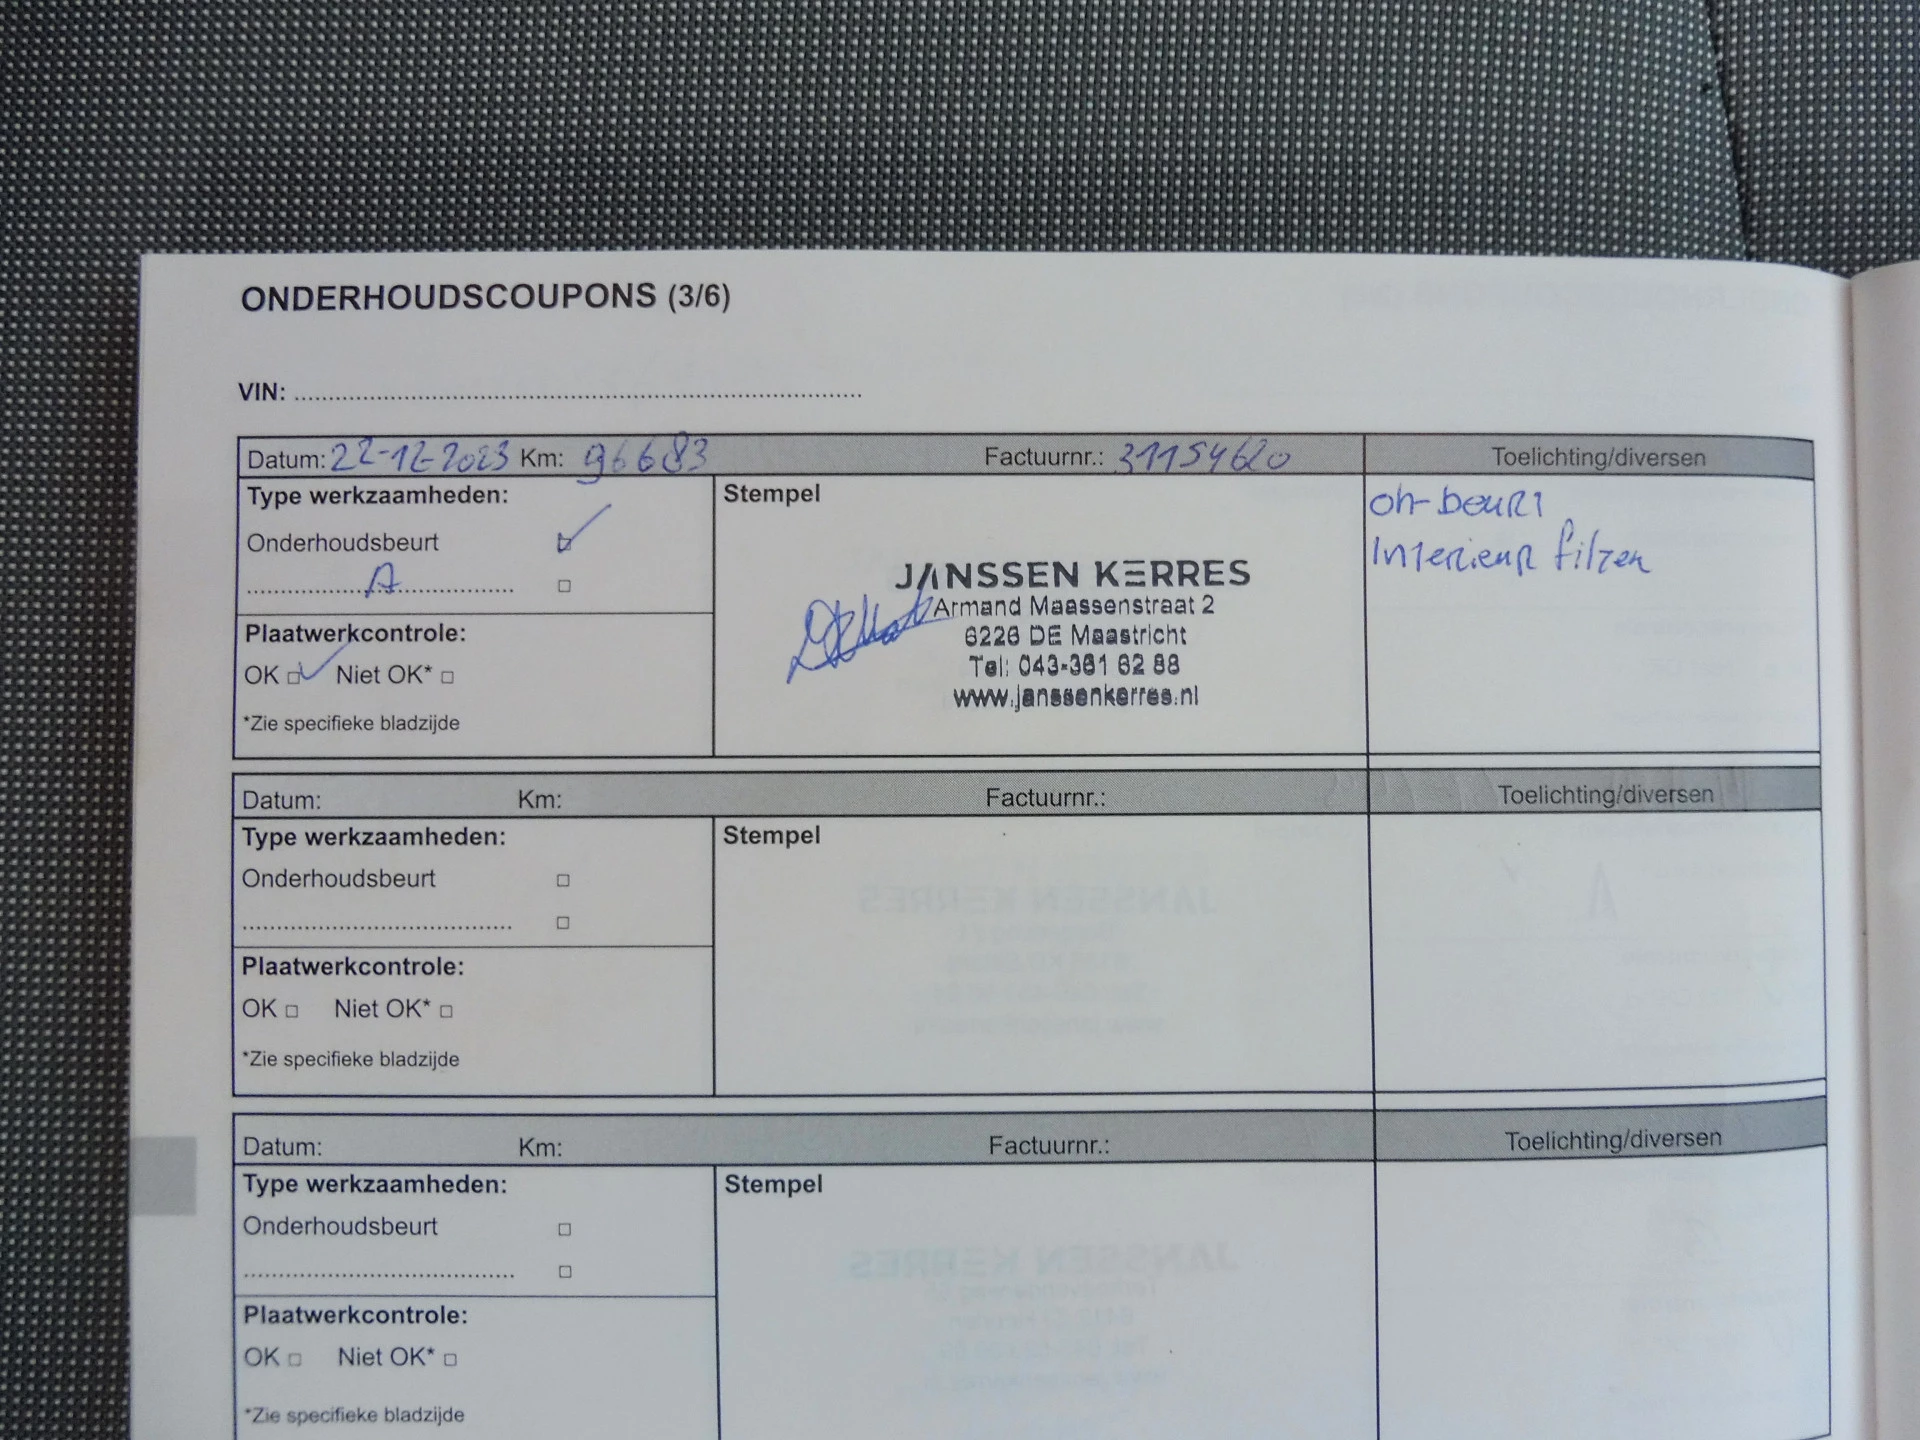 ONDERHOUDSCOUPONS (3/6)
VIN: ............................................................
Datum: 22-12-2023 Km: 96683 Factuurnr.: 31154620 Toelichting/diversen
Type werkzaamheden: Stempel oh-beurt
Onderhoudsbeurt Interieur filter
A
JANSSEN KERRES
Armand Maassenstraat 2
6226 DE Maastricht
Tel: 043-361 62 88
www.janssenkerres.nl
Plaatwerkcontrole:
OK Niet OK*
*Zie specifieke bladzijde
Datum: Km: Factuurnr.: Toelichting/diversen
Type werkzaamheden: Stempel
Onderhoudsbeurt
Plaatwerkcontrole:
OK Niet OK*
*Zie specifieke bladzijde
Datum: Km: Factuurnr.: Toelichting/diversen
Type werkzaamheden: Stempel
Onderhoudsbeurt
Plaatwerkcontrole:
OK Niet OK*
*Zie specifieke bladzijde